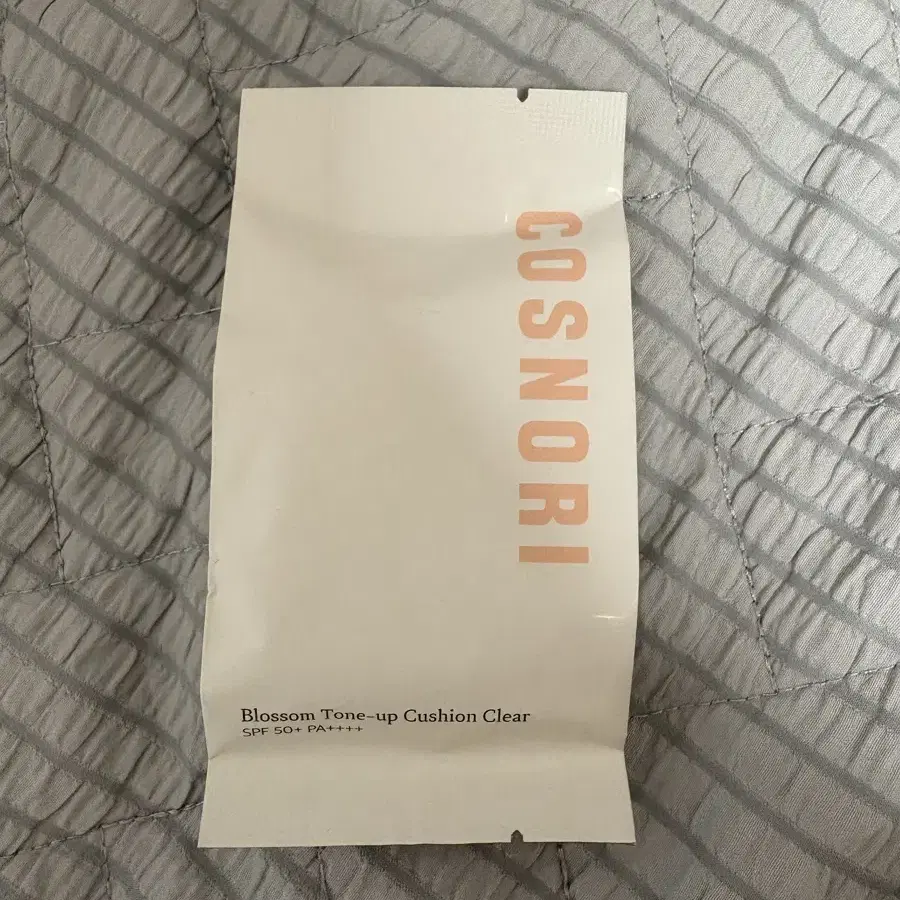 COSNORI
Blossom Tone-up Cushion Clear
SPF 50+ PA++++